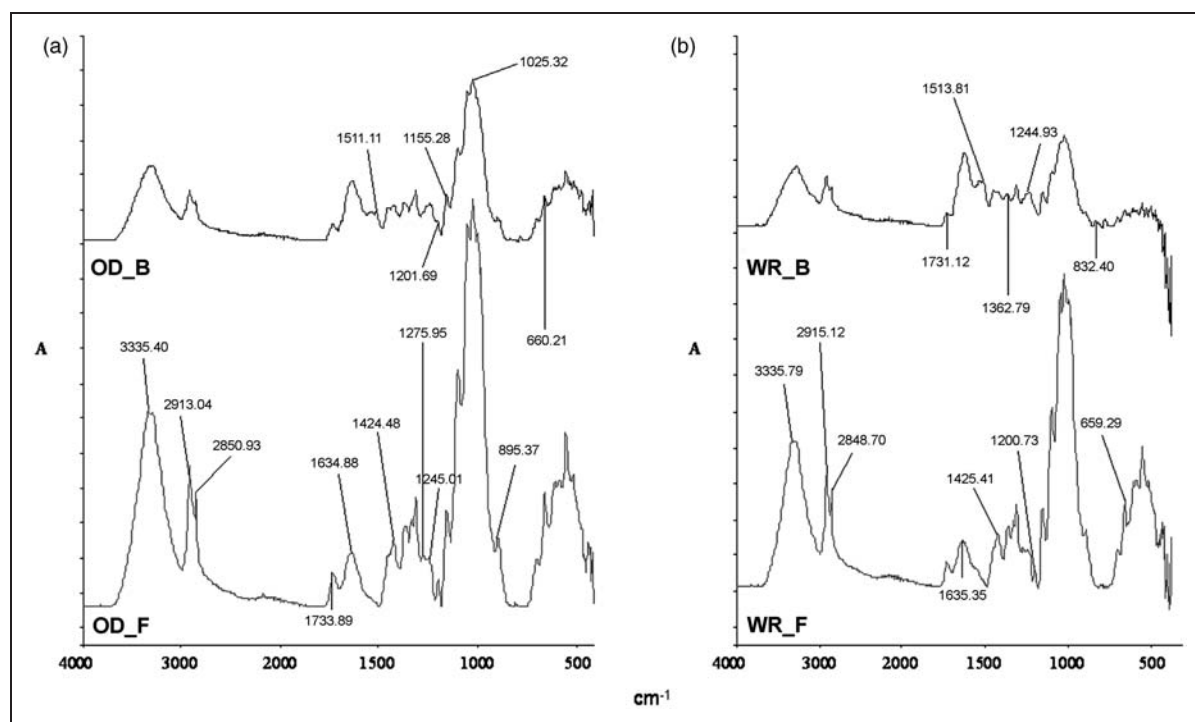 (a)
1025.32
1511.11
1155.28
OD_B
1201.69
1275.95
660.21
A
3335.40
2913.04
2850.93
1424.48
1634.88
1245.01
895.37
1733.89
OD_F
4000 3000 2000 1500 1000 500
(b)
1513.81
1244.93
WR_B
1731.12
832.40
1362.79
2915.12
A
3335.79
2848.70
1200.73
659.29
1425.41
1635.35
WR_F
4000 3000 2000 1500 1000 500
cm-1